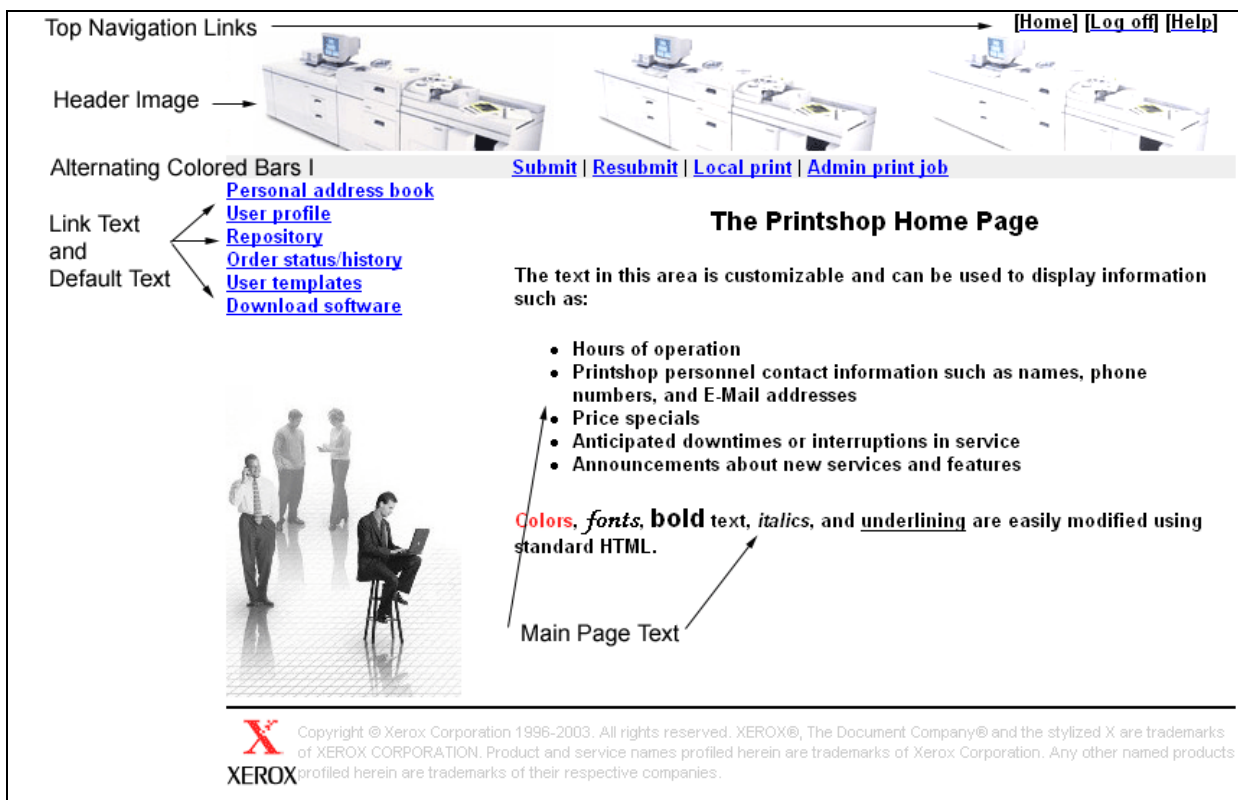 Top Navigation Links
[Home] [Log off] [Help]
Header Image
Alternating Colored Bars I
Submit | Resubmit | Local print | Admin print job
Personal address book
User profile
Repository
Order status/history
User templates
Download software
Link Text
and
Default Text
The Printshop Home Page
The text in this area is customizable and can be used to display information
such as:
• Hours of operation
• Printshop personnel contact information such as names, phone
numbers, and E-Mail addresses
• Price specials
• Anticipated downtimes or interruptions in service
• Announcements about new services and features
Colors, fonts, bold text, italics, and underlining are easily modified using
standard HTML.
Main Page Text
X
XEROX
Copyright © Xerox Corporation 1996-2003. All rights reserved. XEROX®, The Document Company® and the stylized X are trademarks
of XEROX CORPORATION. Product and service names profiled herein are trademarks of Xerox Corporation. Any other named products
profiled herein are trademarks of their respective companies.